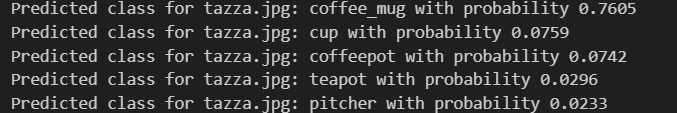 Predicted class for tazza.jpg: coffee_mug with probability 0.7605
Predicted class for tazza.jpg: cup with probability 0.0759
Predicted class for tazza.jpg: coffeepot with probability 0.0742
Predicted class for tazza.jpg: teapot with probability 0.0296
Predicted class for tazza.jpg: pitcher with probability 0.0233